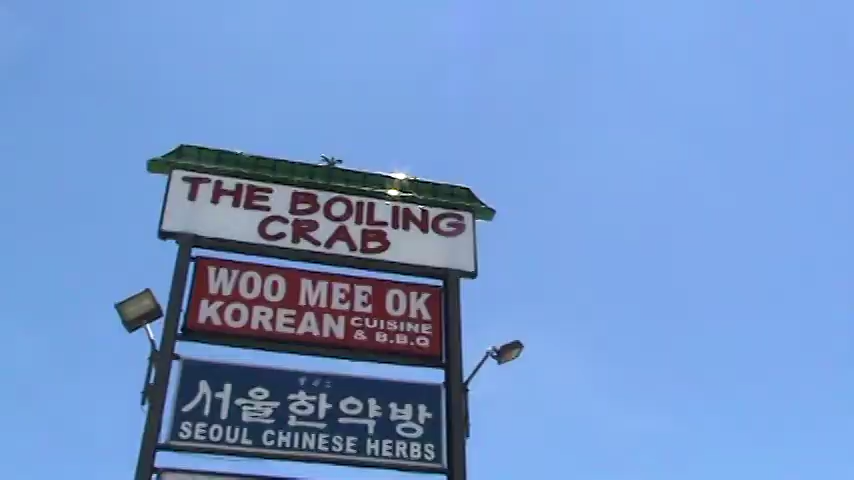 THE BOILING
CRAB
WOO MEE OK
KOREAN CUISINE
& B.B.Q
서울한약방
SEOUL CHINESE HERBS